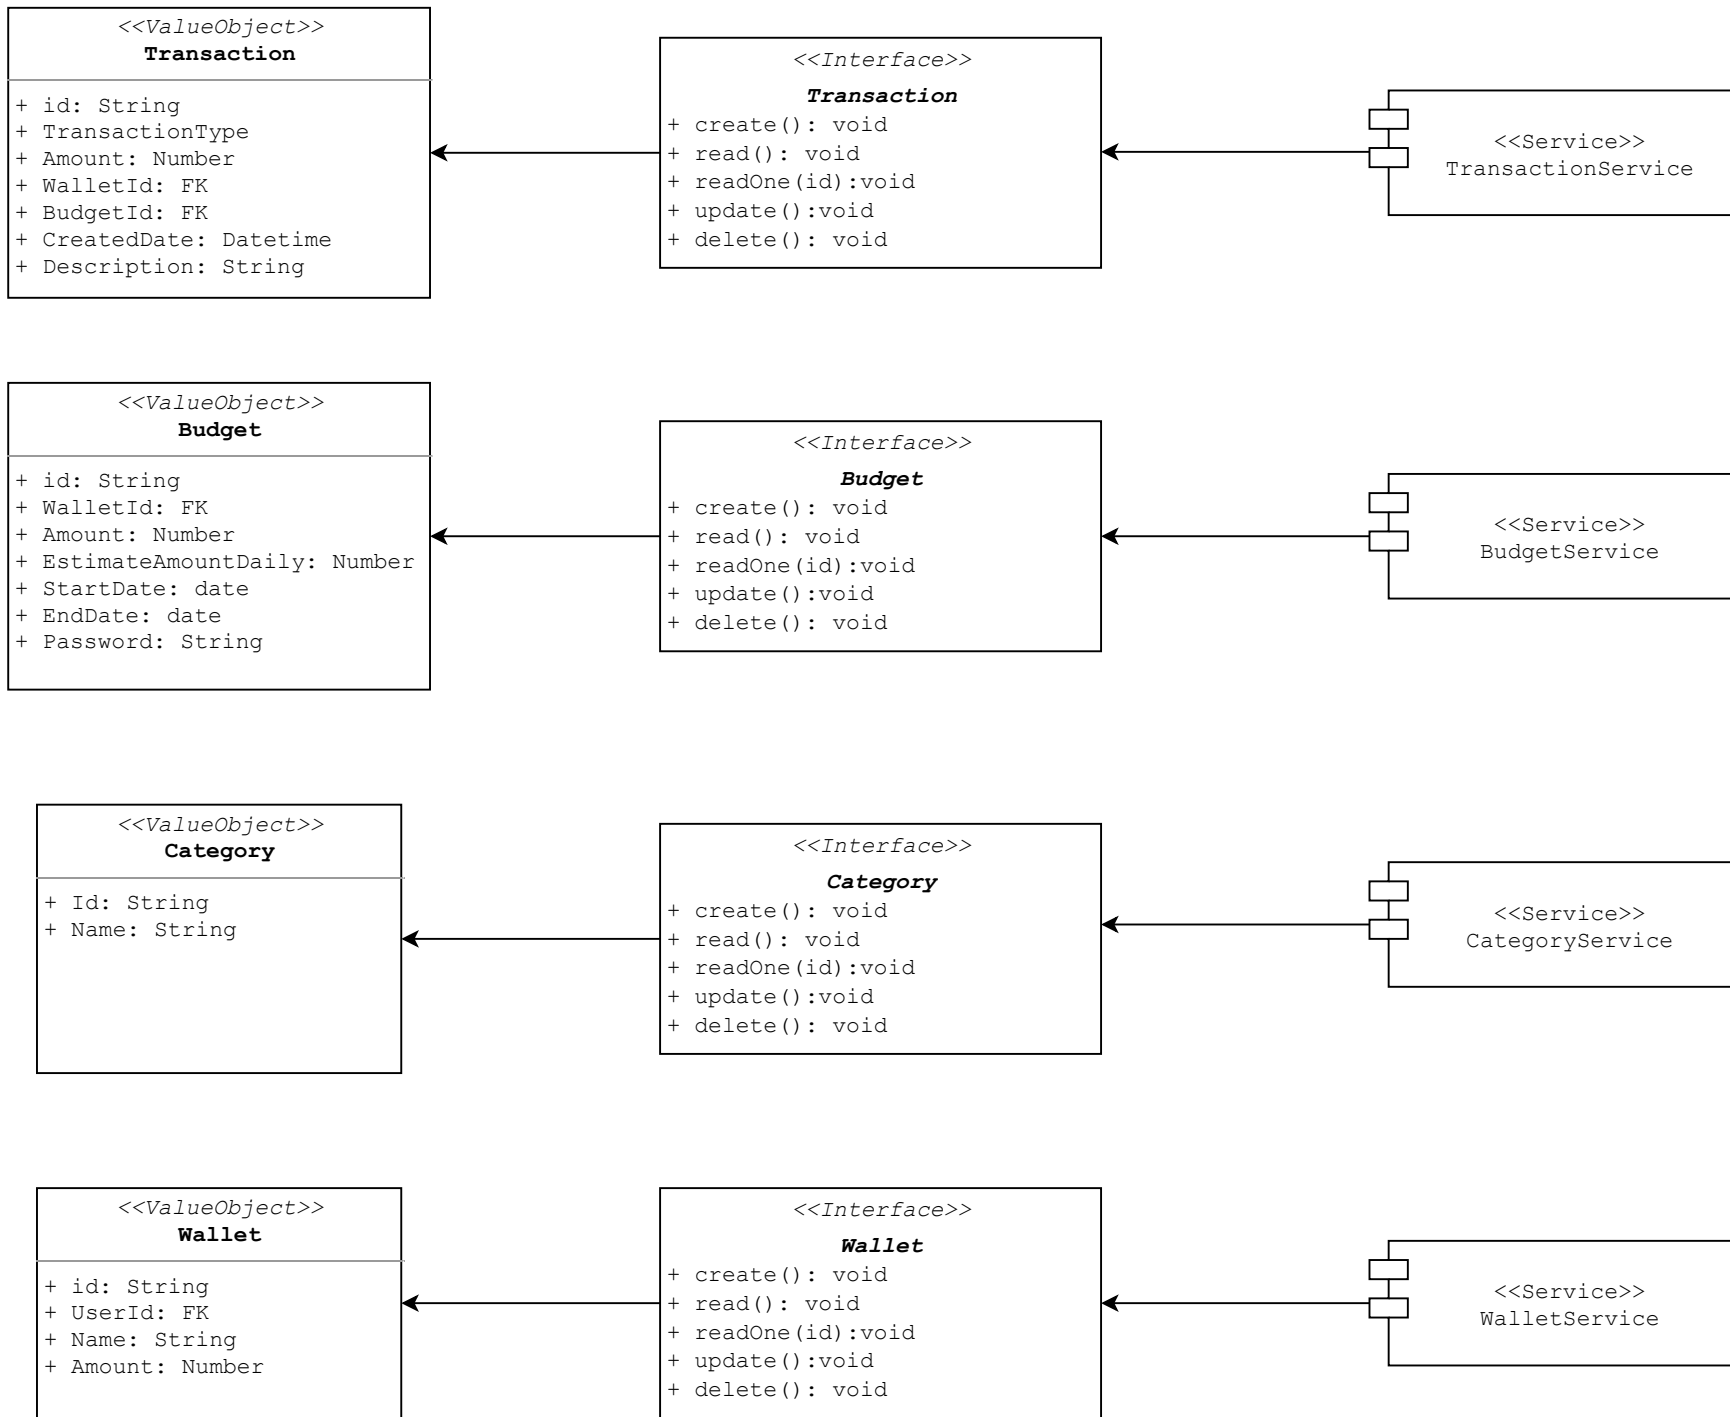 <<ValueObject>>
Transaction
+ id: String
+ TransactionType
+ Amount: Number
+ WalletId: FK
+ BudgetId: FK
+ CreatedDate: Datetime
+ Description: String
<<Interface>>
Transaction
+ create(): void
+ read(): void
+ readOne(id):void
+ update():void
+ delete(): void
<<Service>>
TransactionService
<<ValueObject>>
Budget
+ id: String
+ WalletId: FK
+ Amount: Number
+ EstimateAmountDaily: Number
+ StartDate: date
+ EndDate: date
+ Password: String
<<Interface>>
Budget
+ create(): void
+ read(): void
+ readOne(id):void
+ update():void
+ delete(): void
<<Service>>
BudgetService
<<ValueObject>>
Category
+ Id: String
+ Name: String
<<Interface>>
Category
+ create(): void
+ read(): void
+ readOne(id):void
+ update():void
+ delete(): void
<<Service>>
CategoryService
<<ValueObject>>
Wallet
+ id: String
+ UserId: FK
+ Name: String
+ Amount: Number
<<Interface>>
Wallet
+ create(): void
+ read(): void
+ readOne(id):void
+ update():void
+ delete(): void
<<Service>>
WalletService